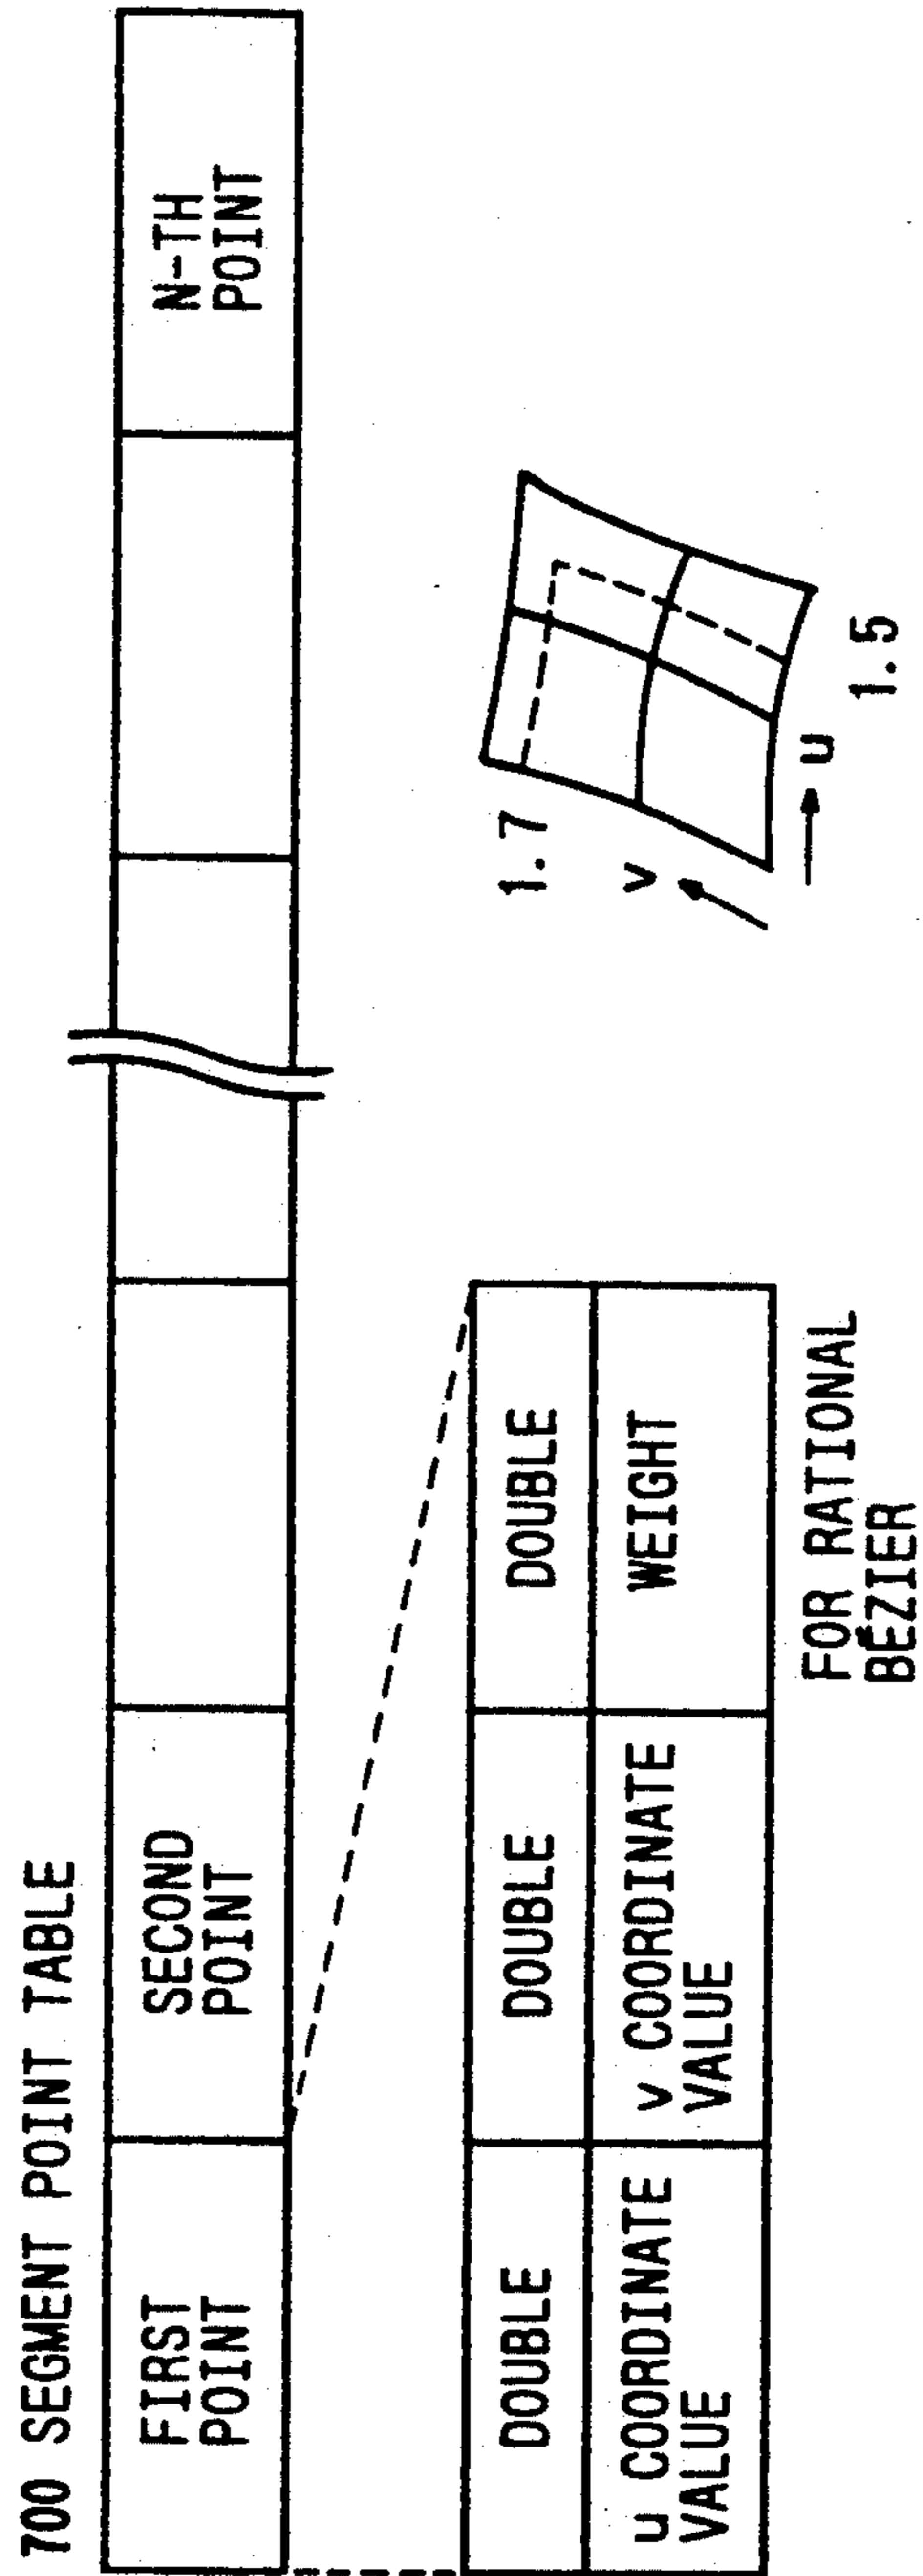 700 SEGMENT POINT TABLE
FIRST
POINT
SECOND
POINT
N-TH
POINT
DOUBLE
DOUBLE
DOUBLE
u COORDINATE
VALUE
v COORDINATE
VALUE
WEIGHT
FOR RATIONAL
BÉZIER
1.7
v
u
1.5